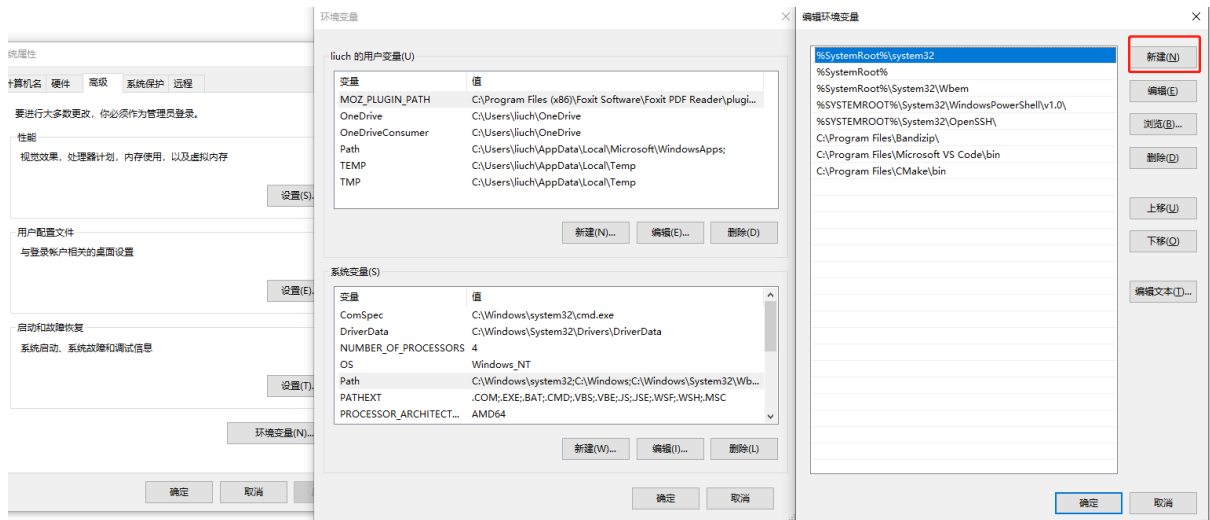 统属性
计算机名 硬件 高级 系统保护 远程
要进行大多数更改，你必须作为管理员登录。
性能
视觉效果，处理器计划，内存使用，以及虚拟内存
设置(S)...
用户配置文件
与登录帐户相关的桌面设置
设置(E)...
启动和故障恢复
系统启动、系统故障和调试信息
设置(T)...
环境变量(N)...
确定 取消
环境变量
liuch 的用户变量(U)
变量 值
MOZ_PLUGIN_PATH C:\Program Files (x86)\Foxit Software\Foxit PDF Reader\plugi...
OneDrive C:\Users\liuch\OneDrive
OneDriveConsumer C:\Users\liuch\OneDrive
Path C:\Users\liuch\AppData\Local\Microsoft\WindowsApps;
TEMP C:\Users\liuch\AppData\Local\Temp
TMP C:\Users\liuch\AppData\Local\Temp
新建(N)... 编辑(E)... 删除(D)
系统变量(S)
变量 值
ComSpec C:\Windows\system32\cmd.exe
DriverData C:\Windows\System32\Drivers\DriverData
NUMBER_OF_PROCESSORS 4
OS Windows_NT
Path C:\Windows\system32;C:\Windows;C:\Windows\System32\Wb...
PATHEXT .COM;.EXE;.BAT;.CMD;.VBS;.VBE;.JS;.JSE;.WSF;.WSH;.MSC
PROCESSOR_ARCHITECT... AMD64
新建(W)... 编辑(I)... 删除(L)
确定 取消
编辑环境变量
%SystemRoot%\system32
%SystemRoot%
%SystemRoot%\System32\Wbem
%SYSTEMROOT%\System32\WindowsPowerShell\v1.0\
%SYSTEMROOT%\System32\OpenSSH\
C:\Program Files\Bandizip\
C:\Program Files\Microsoft VS Code\bin
C:\Program Files\CMake\bin
新建(N)
编辑(E)
浏览(B)...
删除(D)
上移(U)
下移(O)
编辑文本(T)...
确定 取消